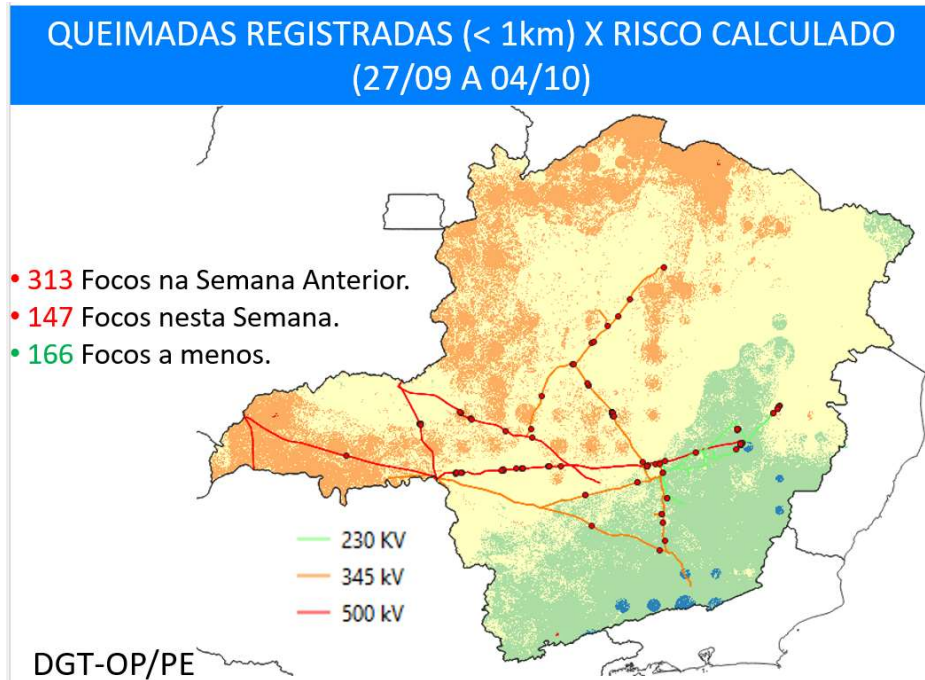 QUEIMADAS REGISTRADAS (< 1km) X RISCO CALCULADO
(27/09 A 04/10)
• 313 Focos na Semana Anterior.
• 147 Focos nesta Semana.
• 166 Focos a menos.
230 KV
345 kV
500 kV
DGT-OP/PE